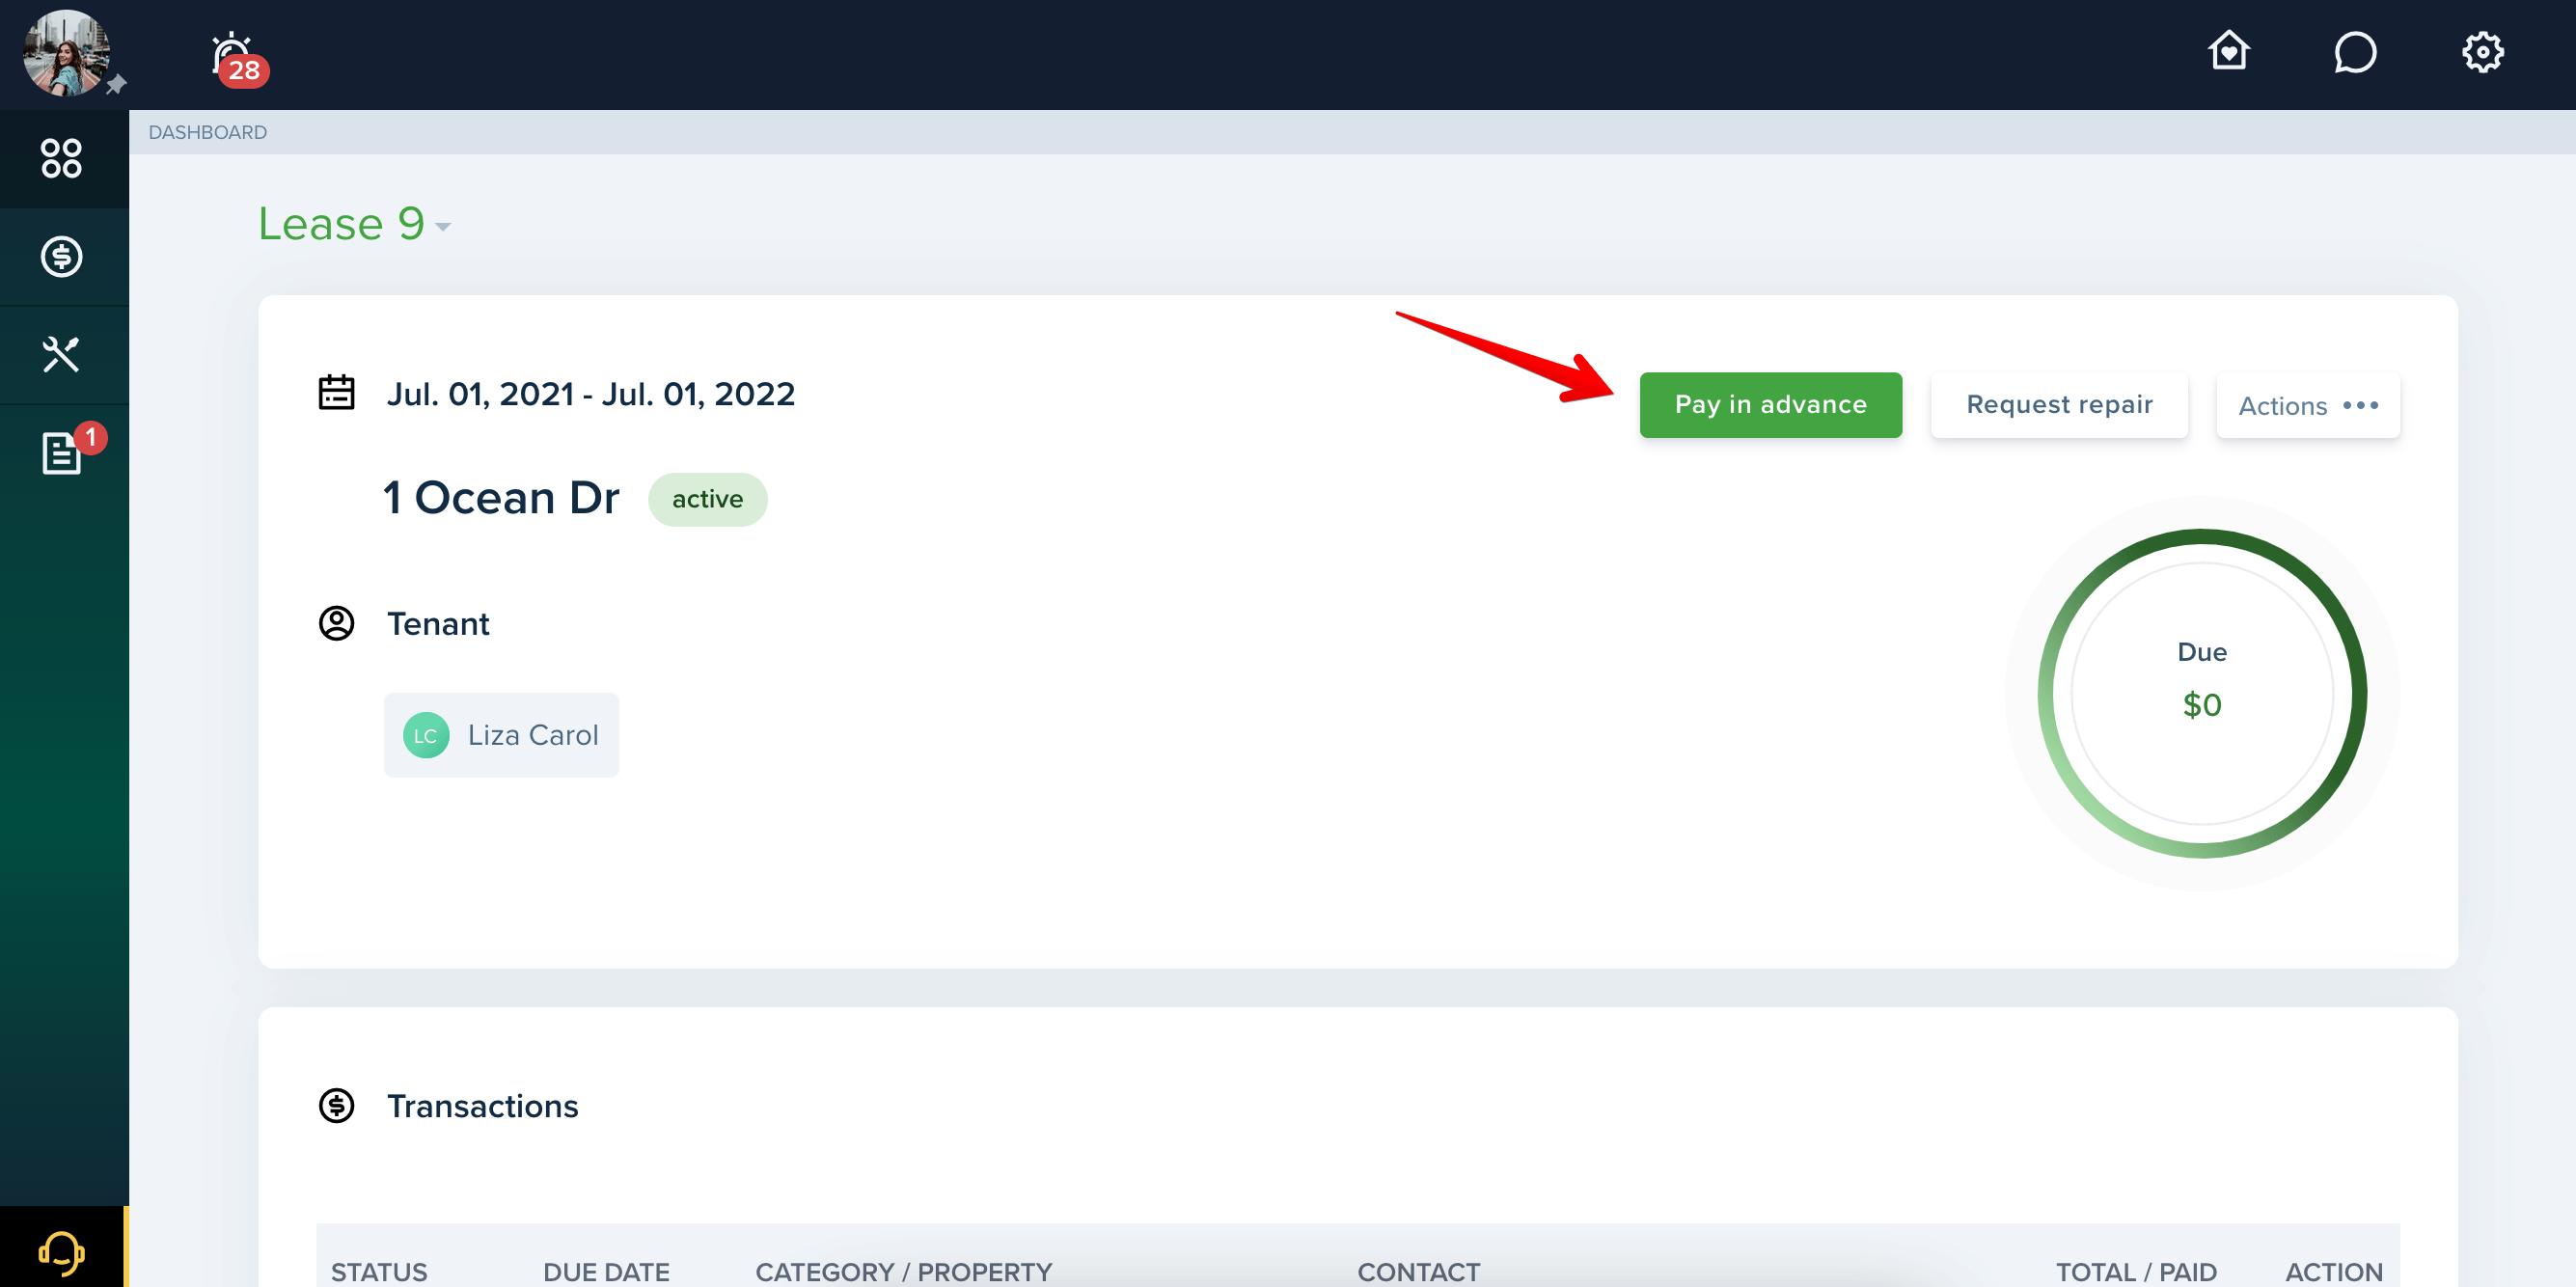 28
DASHBOARD
Lease 9
Jul. 01, 2021 - Jul. 01, 2022
Pay in advance
Request repair
Actions •••
1
1 Ocean Dr
active
Tenant
Due
$0
LC
Liza Carol
Transactions
STATUS DUE DATE CATEGORY / PROPERTY CONTACT TOTAL / PAID ACTION